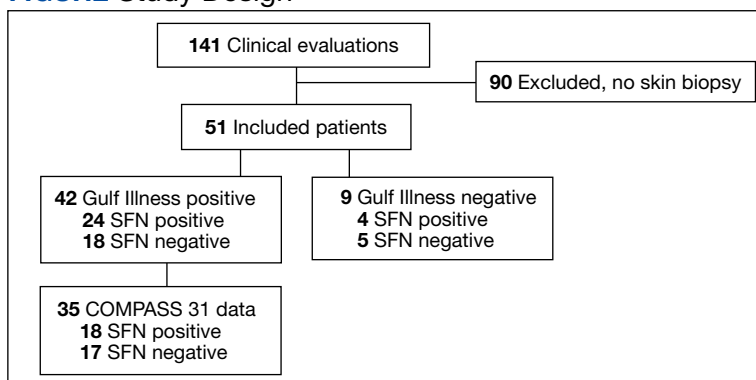 Study Design
141 Clinical evaluations
90 Excluded, no skin biopsy
51 Included patients
42 Gulf Illness positive
24 SFN positive
18 SFN negative
9 Gulf Illness negative
4 SFN positive
5 SFN negative
35 COMPASS 31 data
18 SFN positive
17 SFN negative